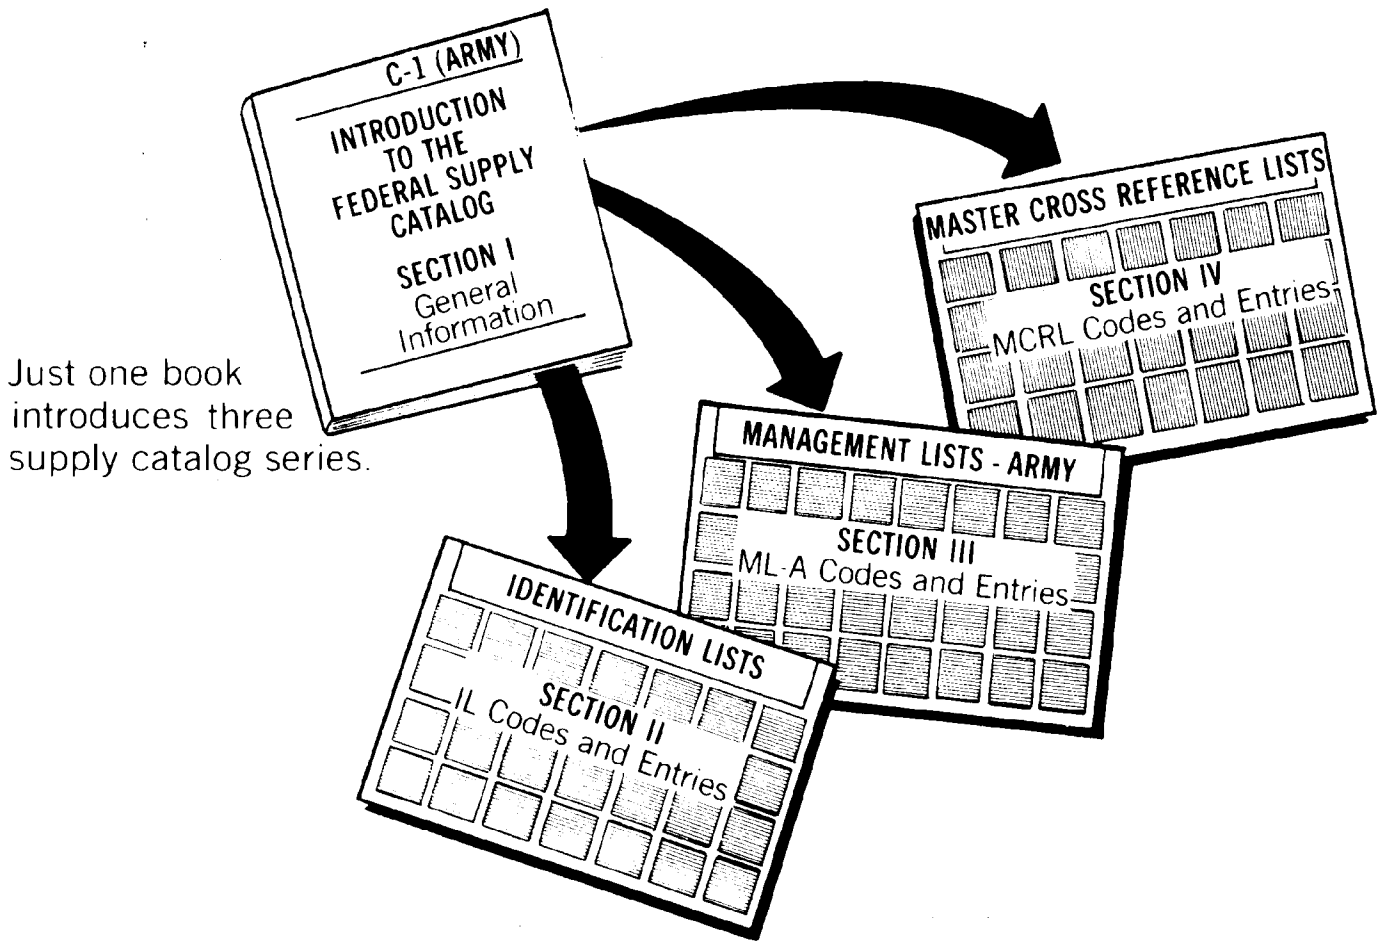 C-1 (ARMY)
INTRODUCTION
TO THE
FEDERAL SUPPLY
CATALOG
SECTION I
General
Information
Just one book
introduces three
supply catalog series.
MASTER CROSS REFERENCE LISTS
SECTION IV
MCRL Codes and Entries
MANAGEMENT LISTS - ARMY
SECTION III
ML-A Codes and Entries
IDENTIFICATION LISTS
SECTION II
IL Codes and Entries